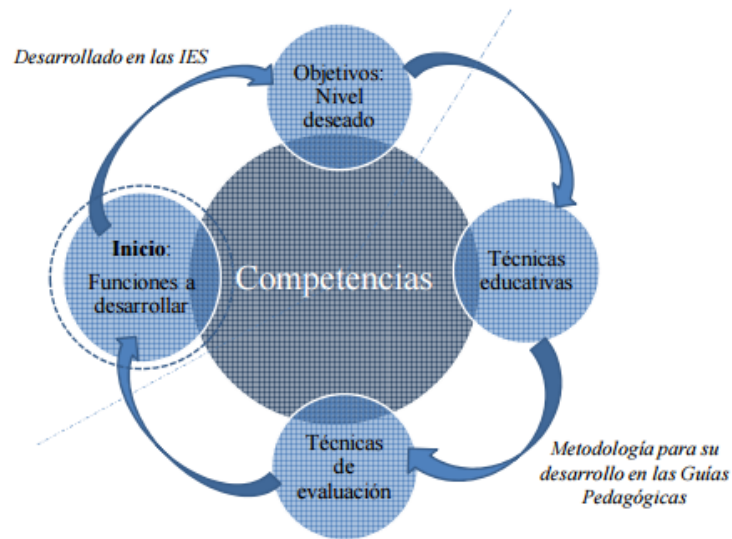 Desarrollado en las IES
Objetivos:
Nivel
deseado
Inicio:
Funciones a
desarrollar
Competencias
Técnicas
educativas
Técnicas
de
evaluación
Metodología para su
desarrollo en las Guías
Pedagógicas